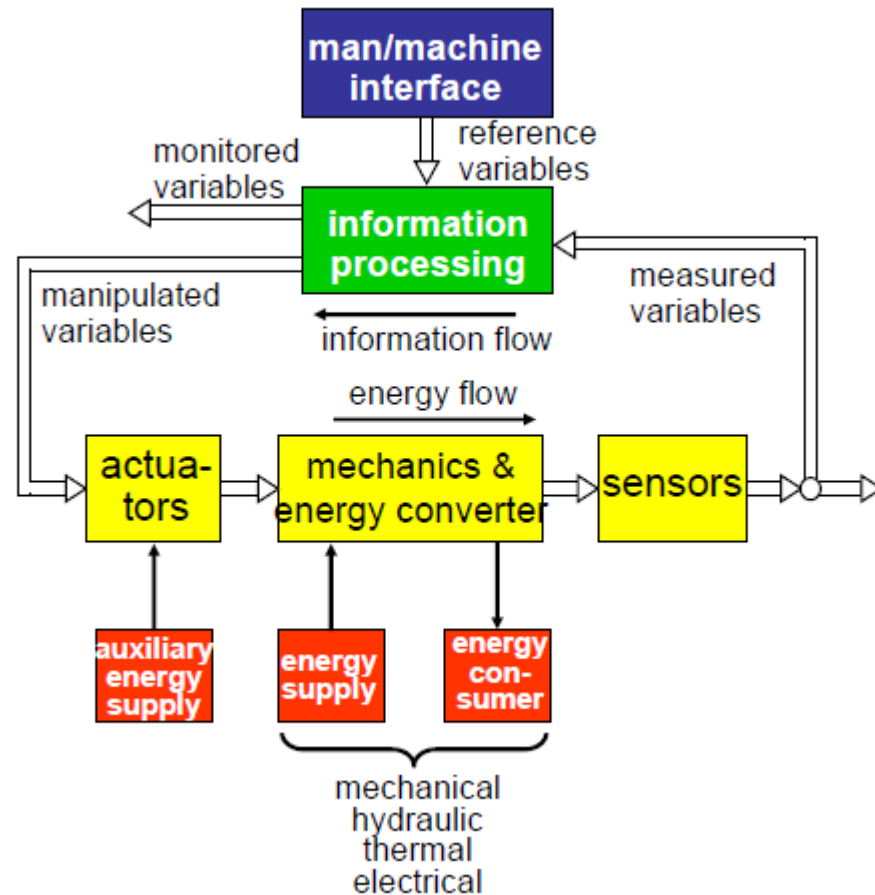 man/machine
interface
monitored
variables
reference
variables
information
processing
manipulated
variables
measured
variables
information flow
energy flow
actua-
tors
mechanics &
energy converter
sensors
auxiliary
energy
supply
energy
supply
energy
con-
sumer
mechanical
hydraulic
thermal
electrical